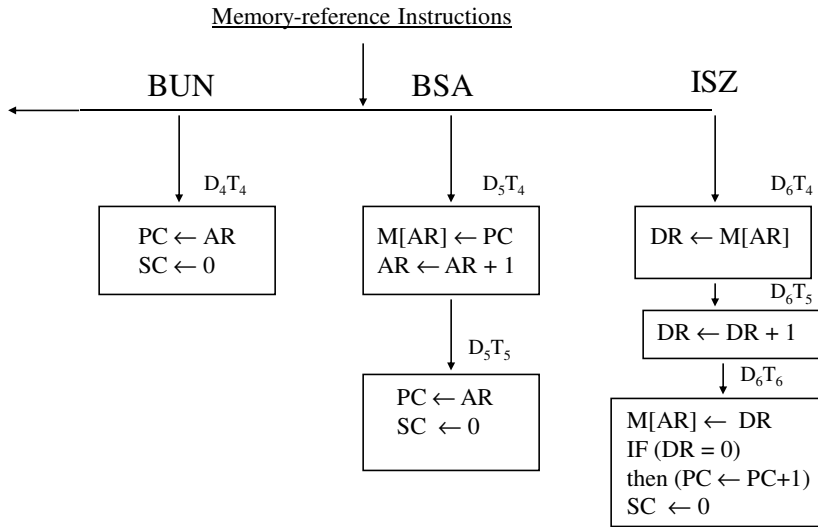 Memory-reference Instructions
BUN
BSA
ISZ
D₄T₄
PC ← AR
SC ← 0
D₅T₄
M[AR] ← PC
AR ← AR + 1
D₅T₅
PC ← AR
SC ← 0
D₆T₄
DR ← M[AR]
D₆T₅
DR ← DR + 1
D₆T₆
M[AR] ← DR
IF (DR = 0)
then (PC ← PC+1)
SC ← 0